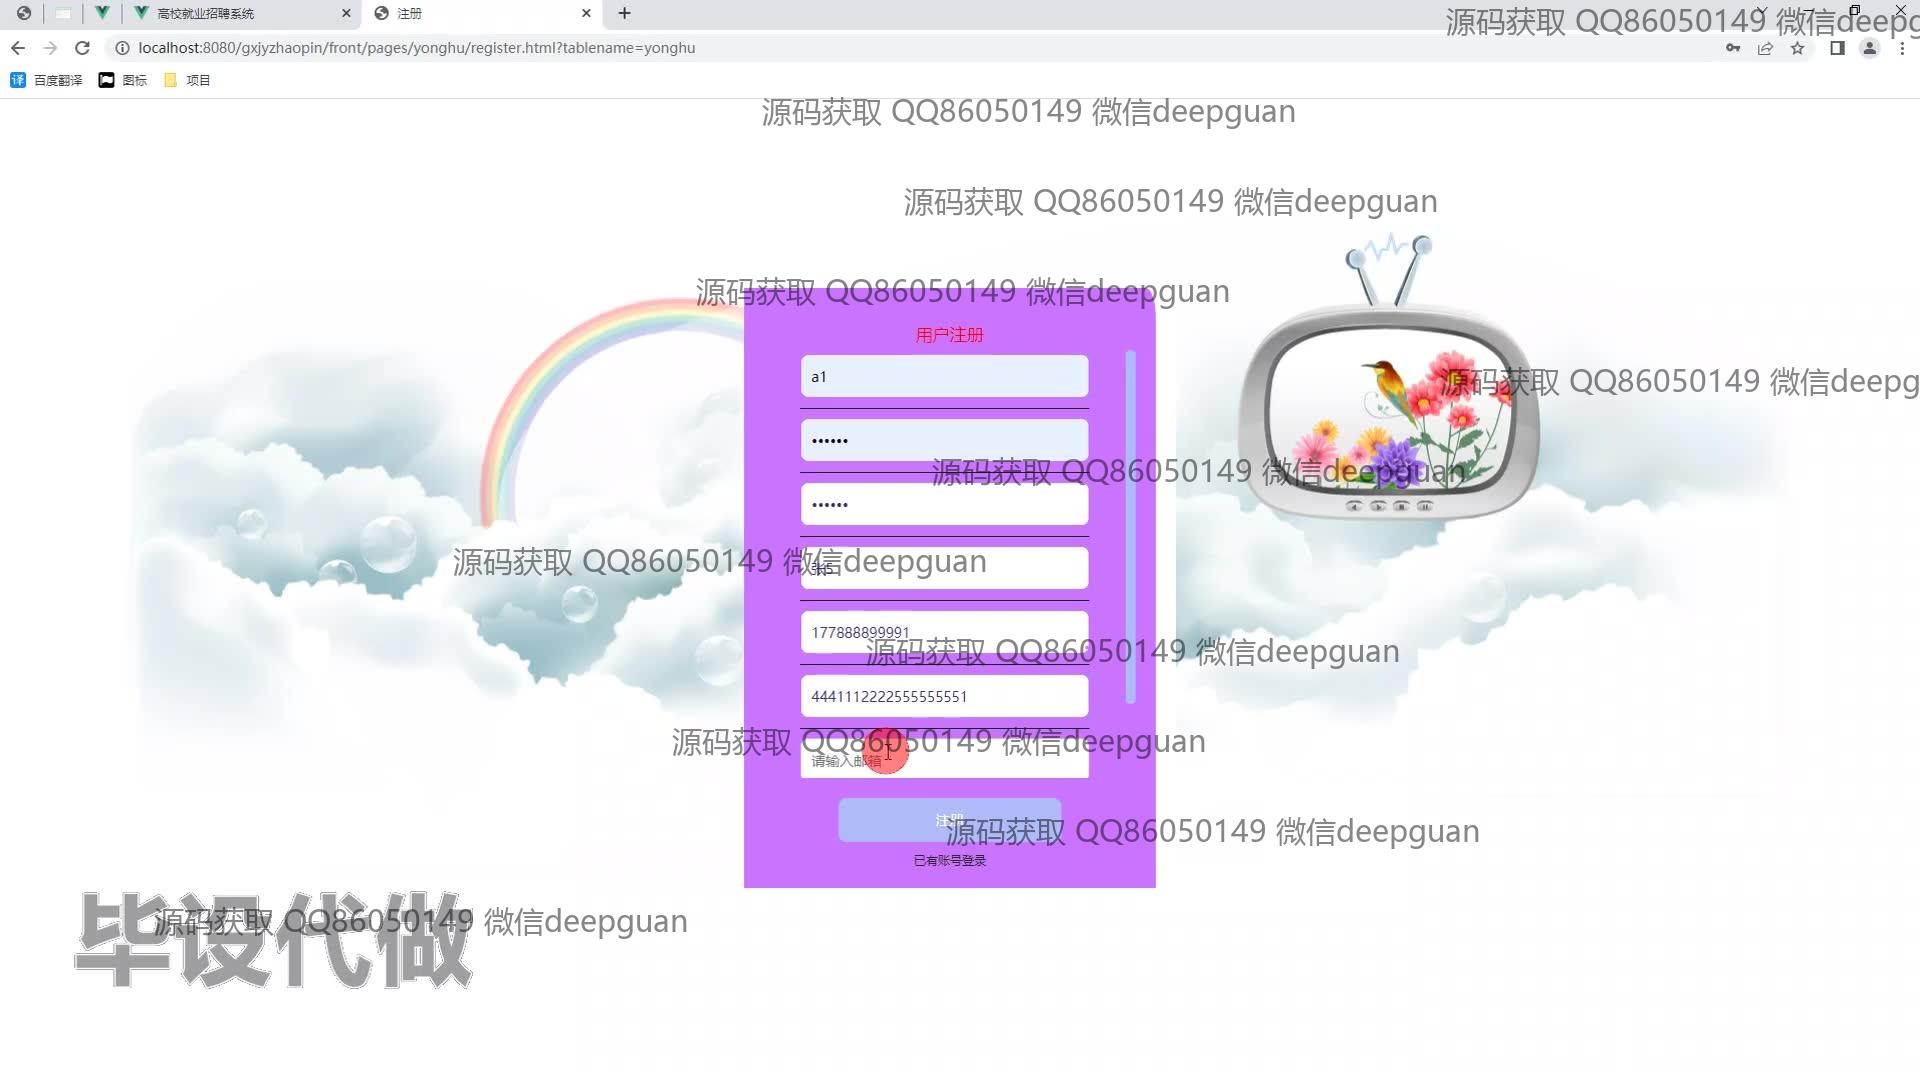 高校就业招聘系统
注册
源码获取 QQ86050149 微信deepg
localhost:8080/gxjyzhaopin/front/pages/yonghu/register.html?tablename=yonghu
译 百度翻译 图标 项目
源码获取 QQ86050149 微信deepguan
源码获取 QQ86050149 微信deepguan
源码获取 QQ86050149 微信deepguan
用户注册
a1
源码获取 QQ86050149 微信deepg
••••••
源码获取 QQ86050149 微信deepguan
••••••
源码获取 QQ86050149 微信deepguan
张5
177888899991
源码获取 QQ86050149 微信deepguan
4441112222555555551
源码获取 QQ86050149 微信deepguan
请输入邮箱
注册
源码获取 QQ86050149 微信deepguan
已有账号登录
源码获取 QQ86050149 微信deepguan
毕设代做